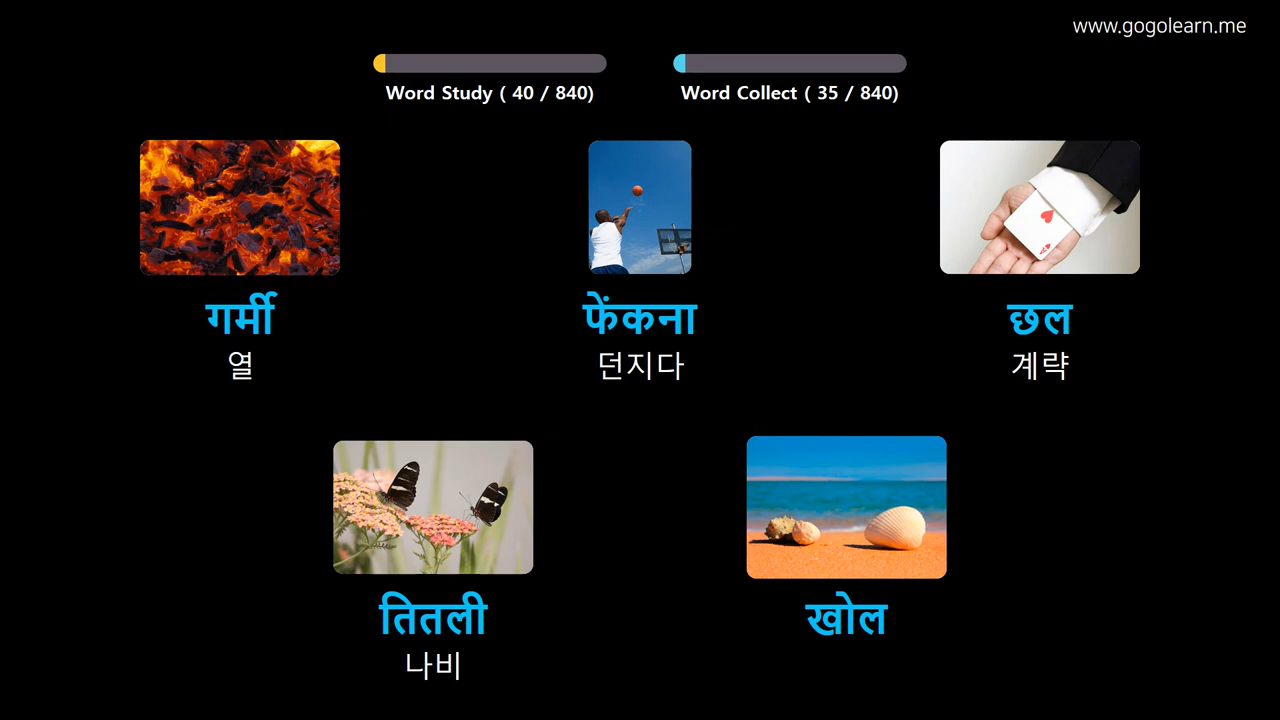 www.gogolearn.me
Word Study ( 40 / 840)
Word Collect ( 35 / 840)
गर्मी
열
फेंकना
던지다
छल
계략
तितली
나비
खोल